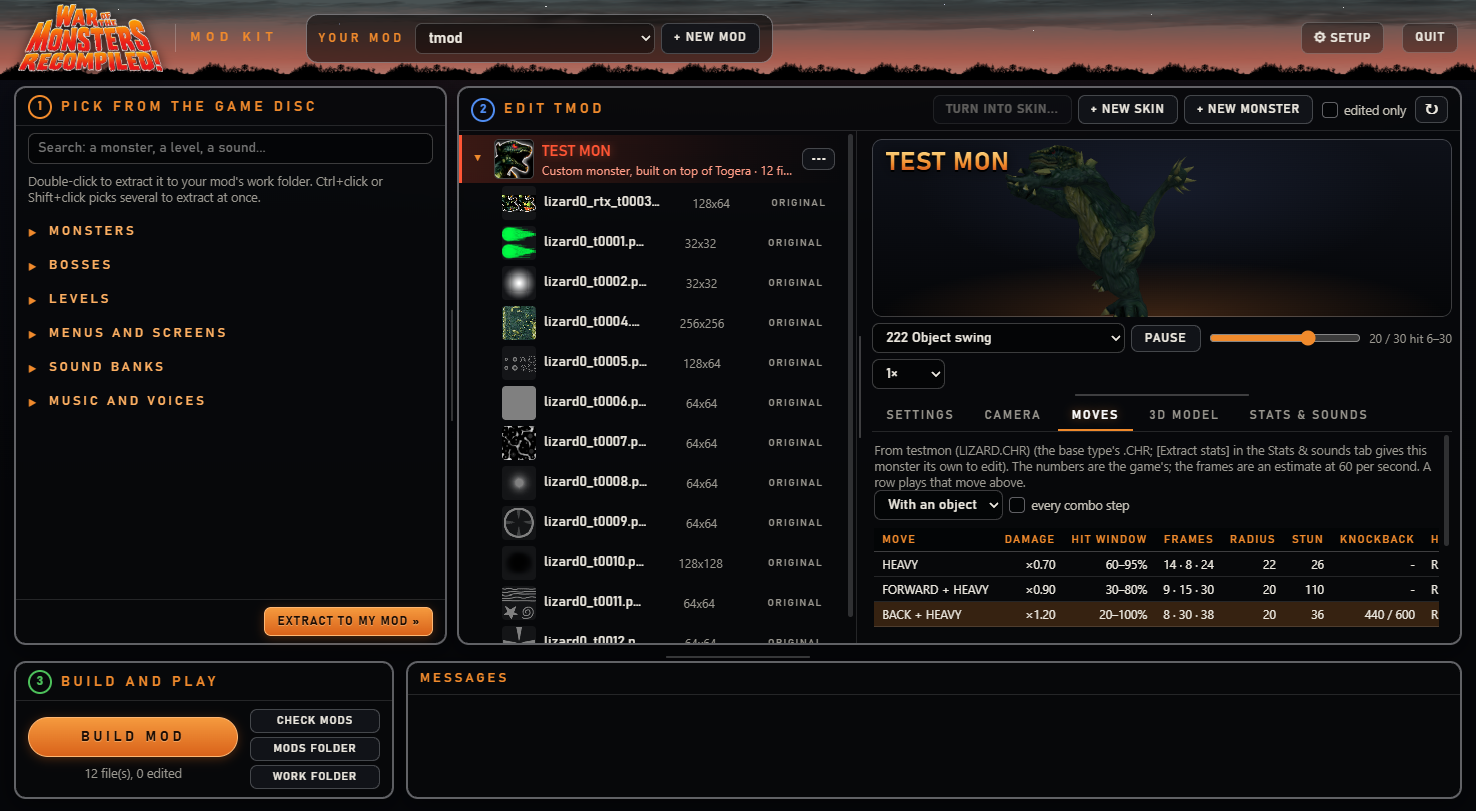 WAR OF THE MONSTERS RECOMPILED!
MOD KIT
YOUR MOD
tmod
+ NEW MOD
SETUP
QUIT
1 PICK FROM THE GAME DISC
Search: a monster, a level, a sound...
Double-click to extract it to your mod's work folder. Ctrl+click or
Shift+click picks several to extract at once.
MONSTERS
BOSSES
LEVELS
MENUS AND SCREENS
SOUND BANKS
MUSIC AND VOICES
EXTRACT TO MY MOD »
2 EDIT TMOD
TURN INTO SKIN...
+ NEW SKIN
+ NEW MONSTER
edited only
TEST MON
Custom monster, built on top of Togera · 12 fi...
lizard0_rtx_t0003... 128x64 ORIGINAL
lizard0_t0001.p... 32x32 ORIGINAL
lizard0_t0002.p... 32x32 ORIGINAL
lizard0_t0004.... 256x256 ORIGINAL
lizard0_t0005.p... 128x64 ORIGINAL
lizard0_t0006.p... 64x64 ORIGINAL
lizard0_t0007.p... 64x64 ORIGINAL
lizard0_t0008.p... 64x64 ORIGINAL
lizard0_t0009.p... 64x64 ORIGINAL
lizard0_t0010.p... 128x128 ORIGINAL
lizard0_t0011.p... 64x64 ORIGINAL
lizard0_t0012.p... 64x64 ORIGINAL
TEST MON
222 Object swing
PAUSE
20 / 30 hit 6–30
1×
SETTINGS
CAMERA
MOVES
3D MODEL
STATS & SOUNDS
From testmon (LIZARD.CHR) (the base type's .CHR; [Extract stats] in the Stats & sounds tab gives this
monster its own to edit). The numbers are the game's; the frames are an estimate at 60 per second. A
row plays that move above.
With an object
every combo step
MOVE DAMAGE HIT WINDOW FRAMES RADIUS STUN KNOCKBACK H
HEAVY ×0.70 60–95% 14 · 8 · 24 22 26 - R
FORWARD + HEAVY ×0.90 30–80% 9 · 15 · 30 20 110 - R
BACK + HEAVY ×1.20 20–100% 8 · 30 · 38 20 36 440 / 600 R
3 BUILD AND PLAY
BUILD MOD
12 file(s), 0 edited
CHECK MODS
MODS FOLDER
WORK FOLDER
MESSAGES